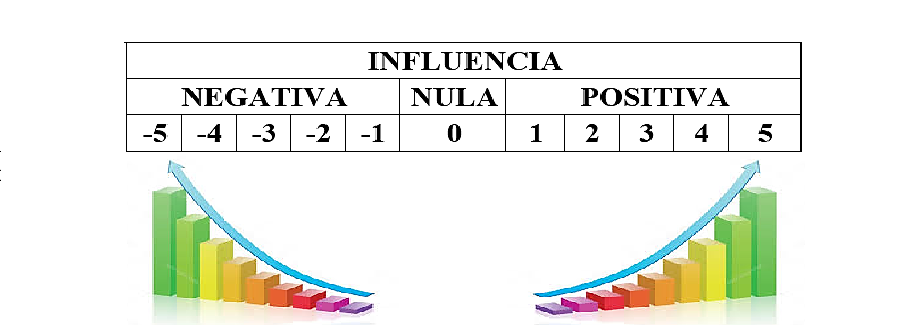 INFLUENCIA
NEGATIVA NULA POSITIVA
-5 -4 -3 -2 -1 0 1 2 3 4 5